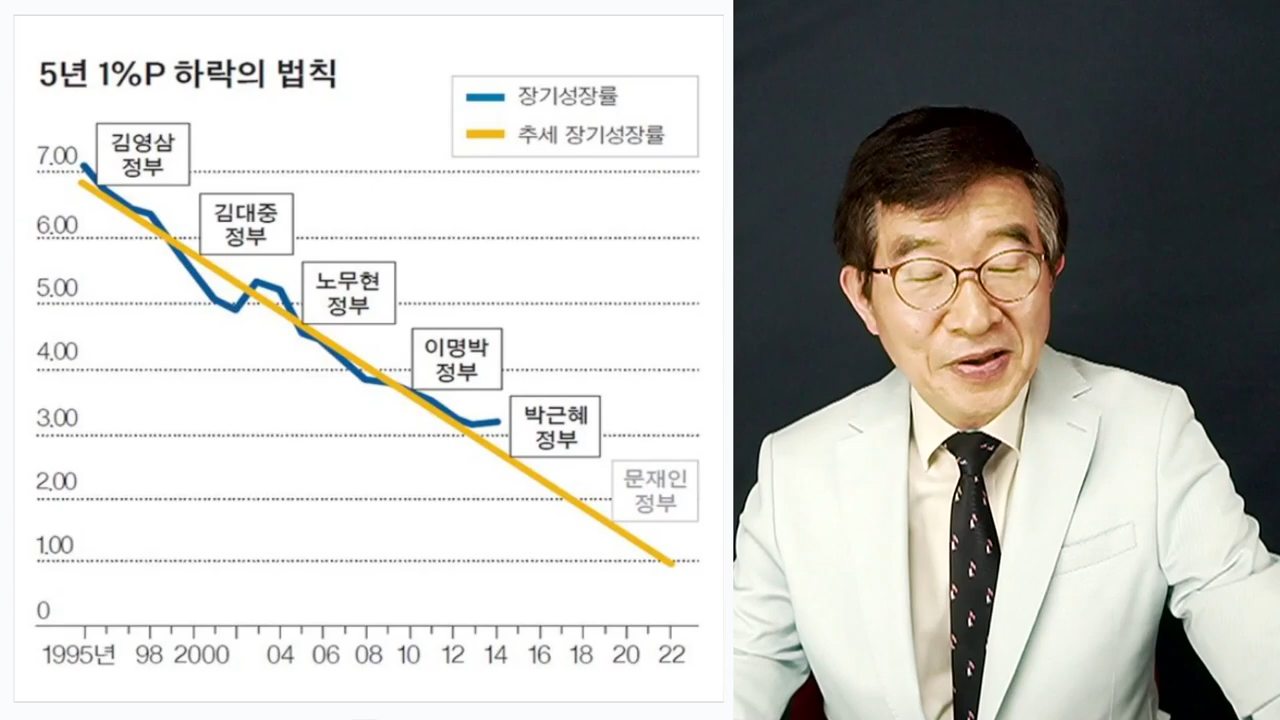 5년 1%P 하락의 법칙
장기성장률
추세 장기성장률
7.00
김영삼
정부
6.00
김대중
정부
5.00
노무현
정부
4.00
이명박
정부
3.00
박근혜
정부
2.00
문재인
정부
1.00
0
1995년 98 2000 04 06 08 10 12 14 16 18 20 22